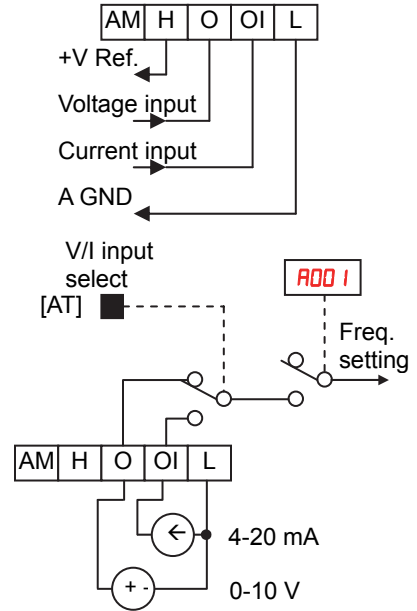 AM H O OI L
+V Ref.
Voltage input
Current input
A GND
V/I input
select
[AT]
A001
Freq.
setting
AM H O OI L
4-20 mA
+ -
0-10 V